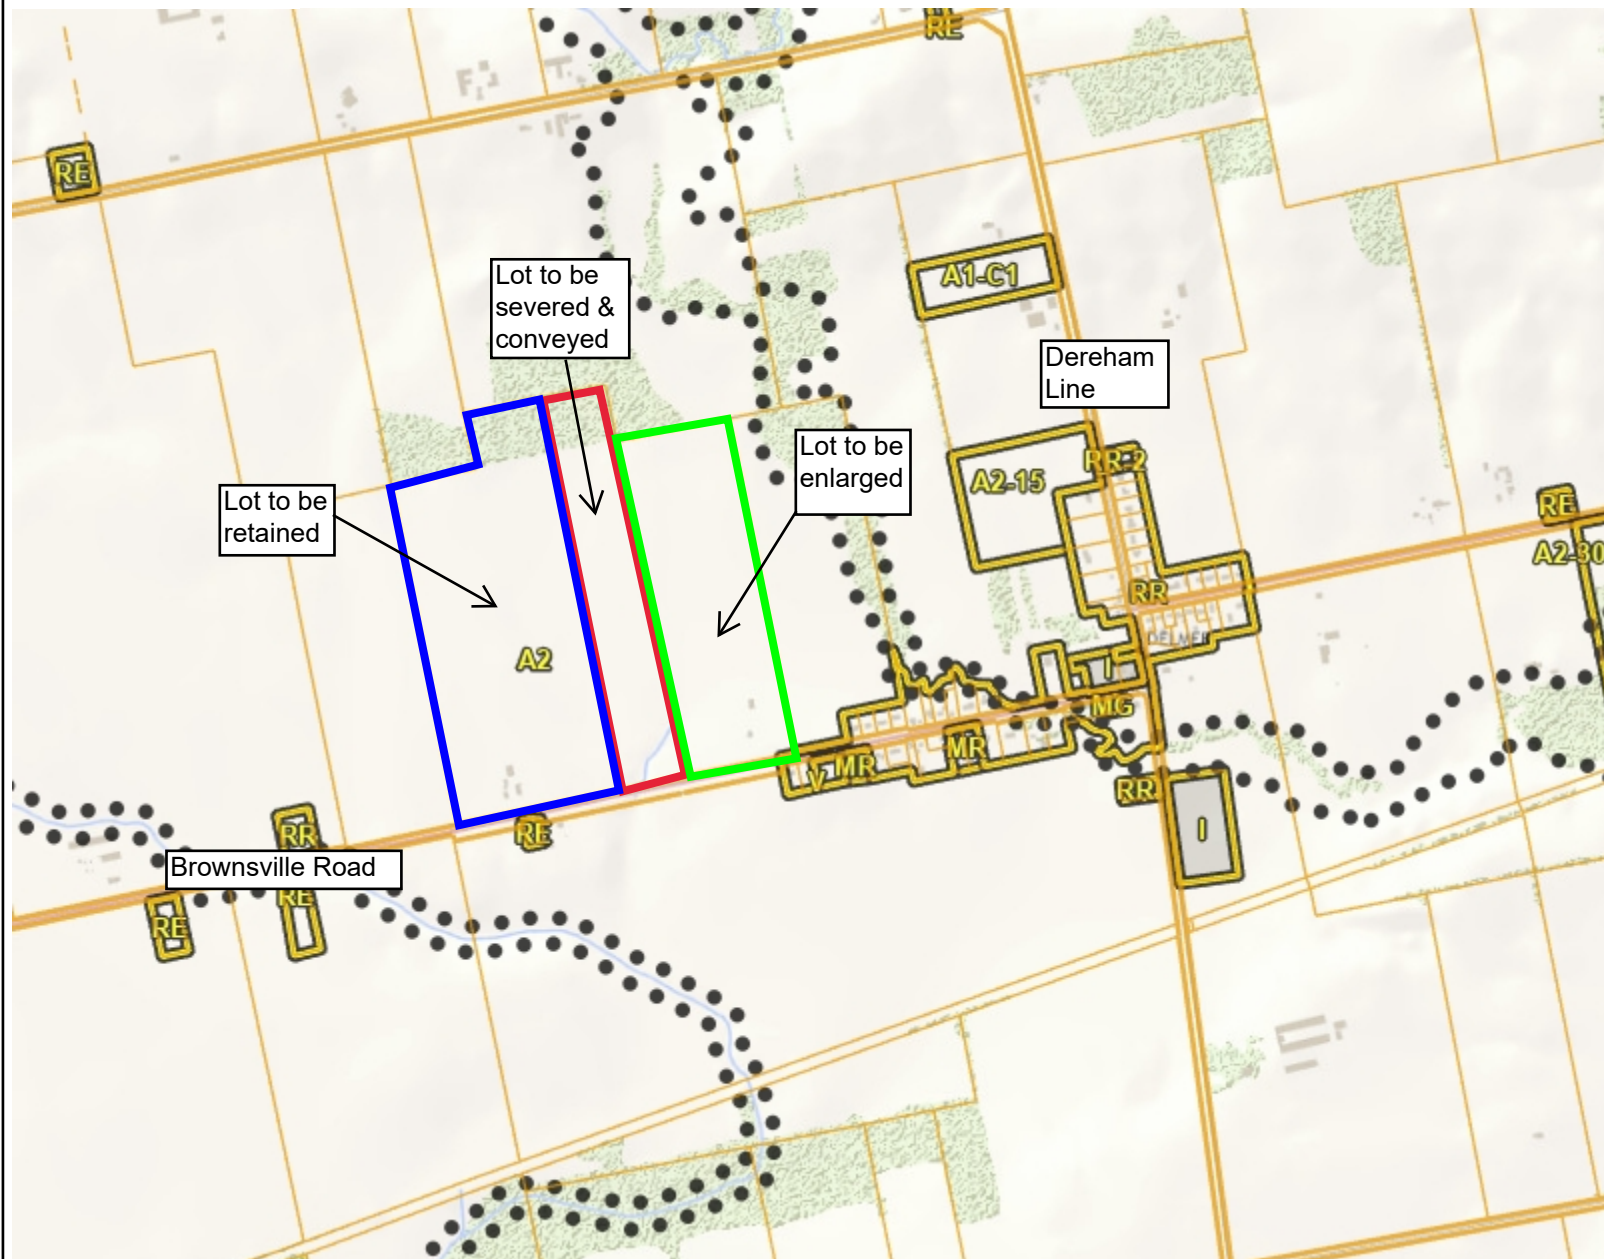 RE
RE
A1-C1
Lot to be
severed &
conveyed
Dereham
Line
Lot to be
enlarged
RR-2
A2-15
Lot to be
retained
RE
A2-30
RR
DELMER
A2
I
MG
MR
V
MR
RR
RE
RR
I
Brownsville Road
RE
RE